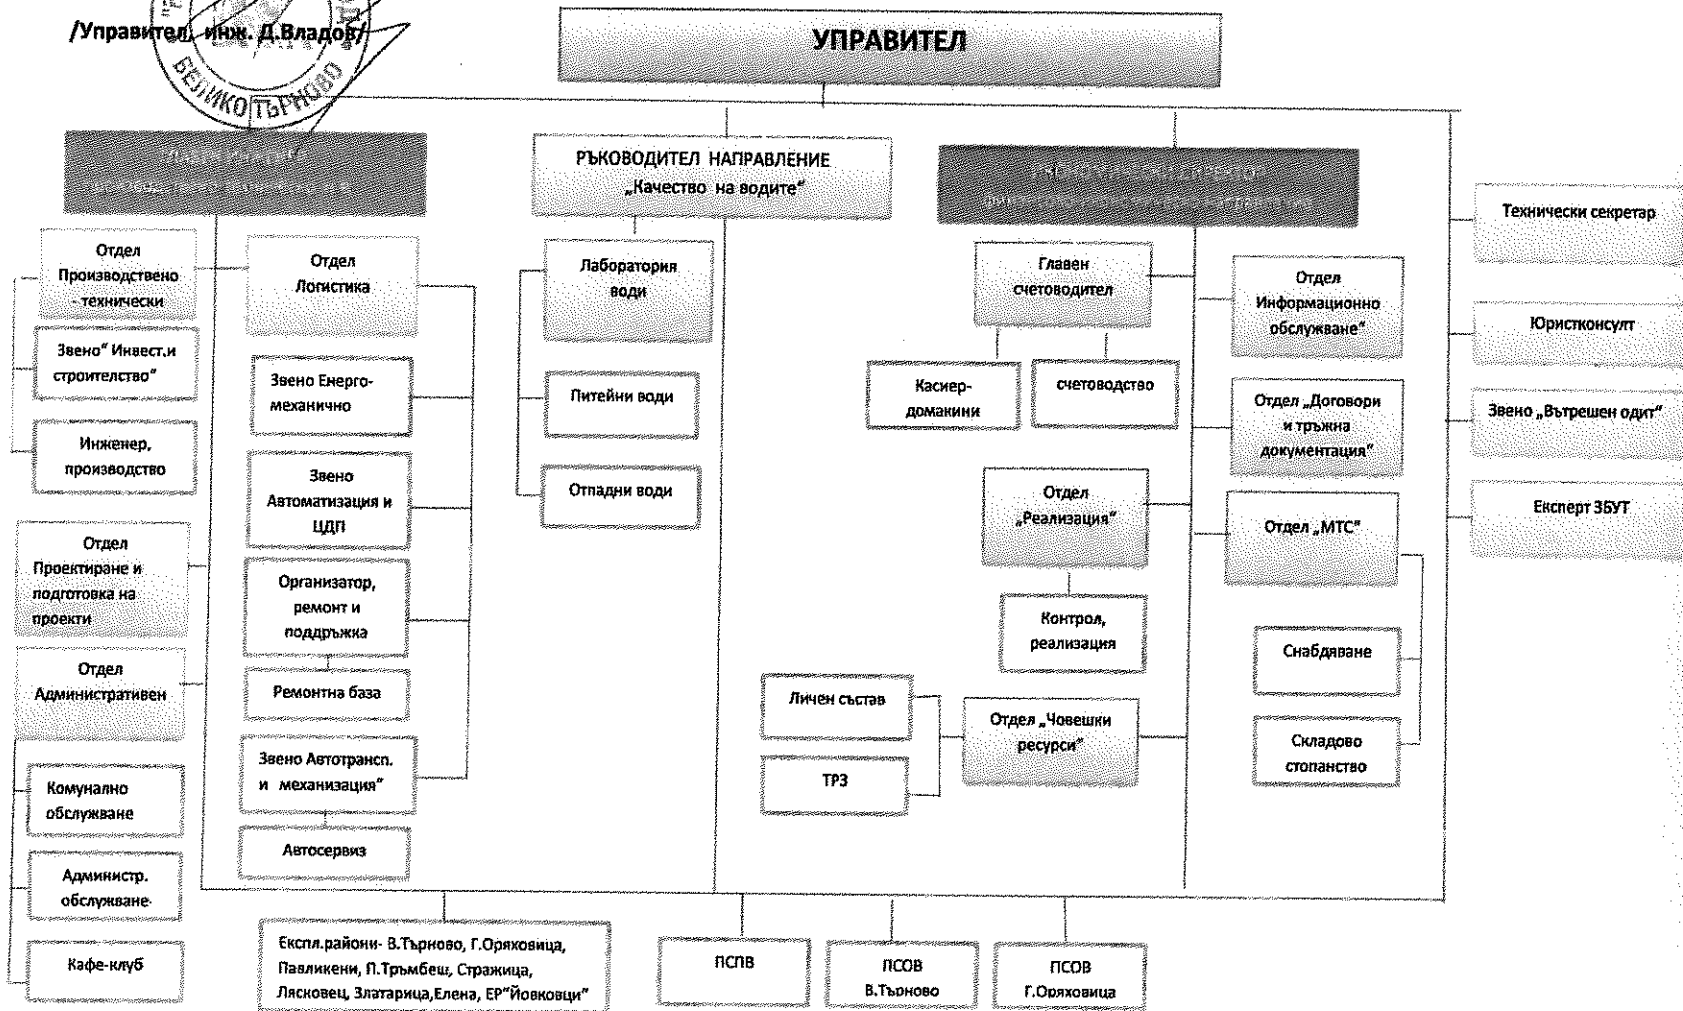 /Управител, инж. Д.Владов/
ВЕЛИКО ТЪРНОВО
УПРАВИТЕЛ
РЪКОВОДИТЕЛ НАПРАВЛЕНИЕ
„Качество на водите“
Технически секретар
Юристконсулт
Звено „Вътрешен одит“
Експерт ЗБУТ
Отдел
Производствено
- технически
Звено“ Инвест.и
строителство“
Инженер,
производство
Отдел
Проектиране и
подготовка на
проекти
Отдел
Административен
Комунално
обслужване
Администр.
обслужване
Кафе-клуб
Отдел
Логистика
Звено Енерго-
механично
Звено
Автоматизация и
ЦДП
Организатор,
ремонт и
поддръжка
Ремонтна база
Звено Автотрансп.
и механизация“
Автосервиз
Лаборатория
води
Питейни води
Отпадни води
Главен
счетоводител
Касиер-
домакини
счетоводство
Отдел
„Реализация“
Контрол,
реализация
Отдел „Човешки
ресурси“
Личен състав
ТРЗ
Отдел
Информационно
обслужване“
Отдел „Договори
и тръжна
документация“
Отдел „МТС“
Снабдяване
Складово
стопанство
Експл.райони- В.Търново, Г.Оряховица,
Павликени, П.Тръмбеш, Стражица,
Лясковец, Златарица,Елена, ЕР“Йовковци“
ПСПВ
ПСОВ
В.Търново
ПСОВ
Г.Оряховица